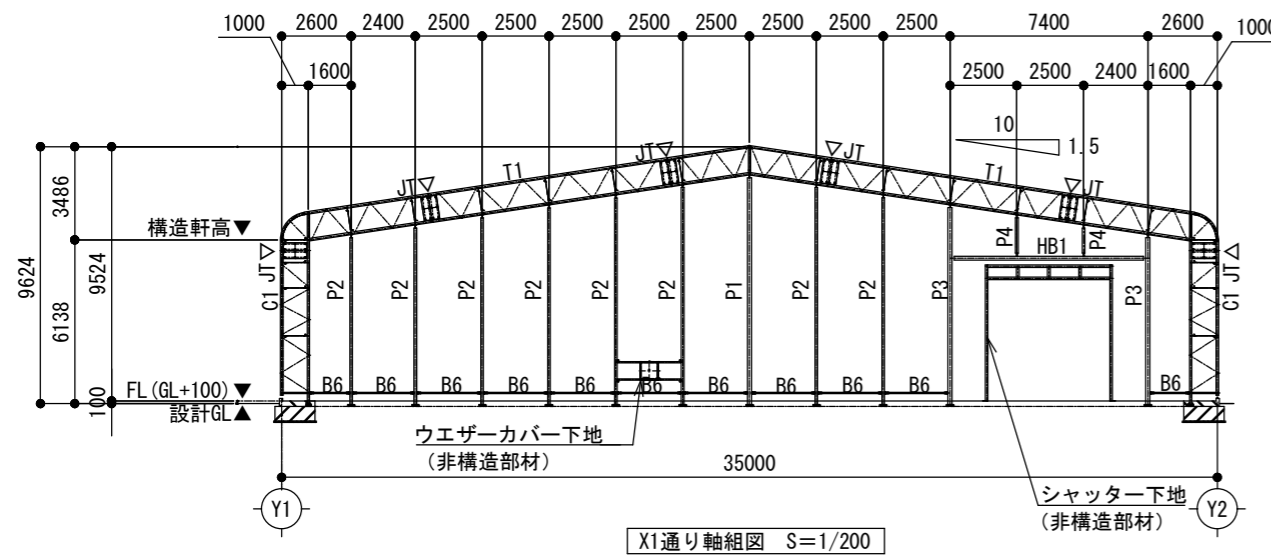 2600 2400 2500 2500 2500 2500 2500 2500 2500 2500 7400 2600
1000 1000
1600 2500 2500 2400 1600
10
1.5
JT JT
T1 T1
JT JT
9624 3486 9524 6138 100
構造軒高
JT JT
C1 C1
P4 P4
HB1
P2 P2 P2 P2 P2 P2 P1 P2 P2 P3 P3
FL(GL+100)
設計GL
B6 B6 B6 B6 B6 B6 B6 B6 B6 B6 B6
ウエザーカバー下地
(非構造部材)
35000
シャッター下地
(非構造部材)
Y1 Y2
X1通り軸組図 S=1/200